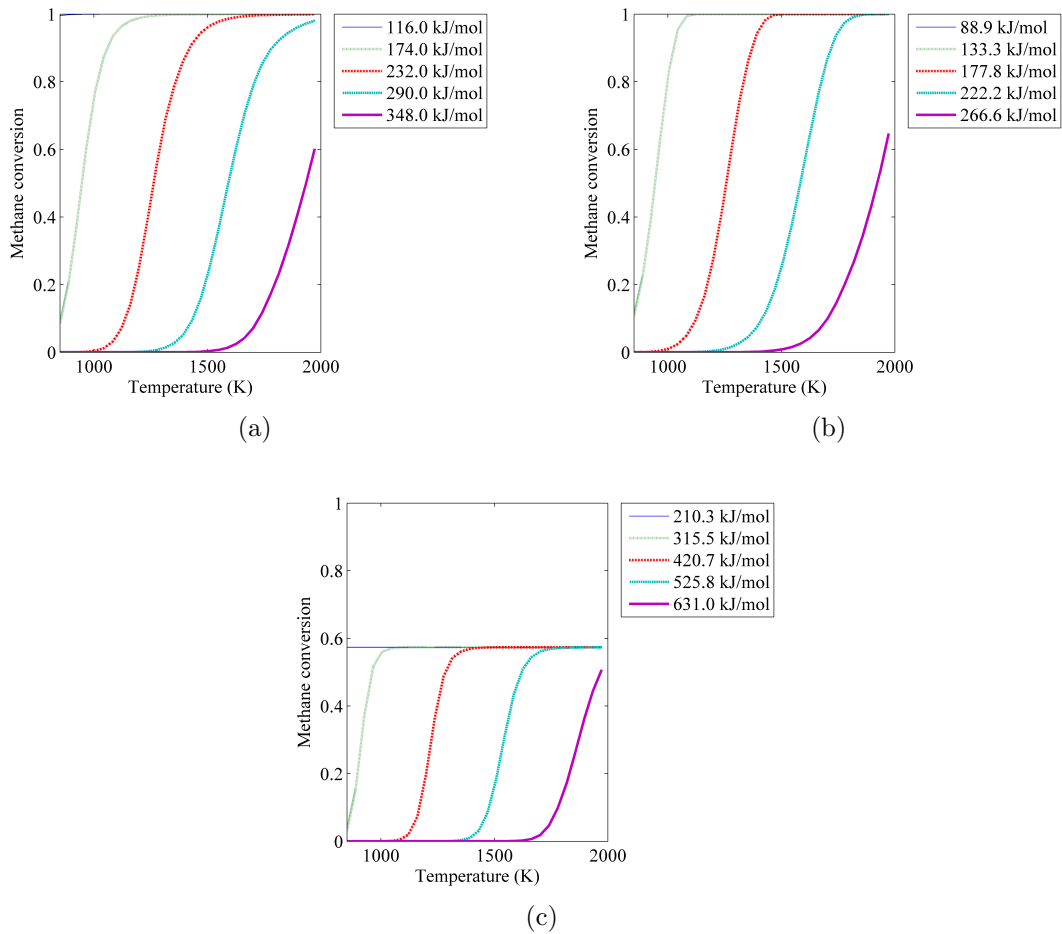 1
0.8
0.6
0.4
0.2
0
Methane conversion
1000 1500 2000
Temperature (K)
116.0 kJ/mol
174.0 kJ/mol
232.0 kJ/mol
290.0 kJ/mol
348.0 kJ/mol
(a)
1
0.8
0.6
0.4
0.2
0
Methane conversion
1000 1500 2000
Temperature (K)
88.9 kJ/mol
133.3 kJ/mol
177.8 kJ/mol
222.2 kJ/mol
266.6 kJ/mol
(b)
1
0.8
0.6
0.4
0.2
0
Methane conversion
1000 1500 2000
Temperature (K)
210.3 kJ/mol
315.5 kJ/mol
420.7 kJ/mol
525.8 kJ/mol
631.0 kJ/mol
(c)